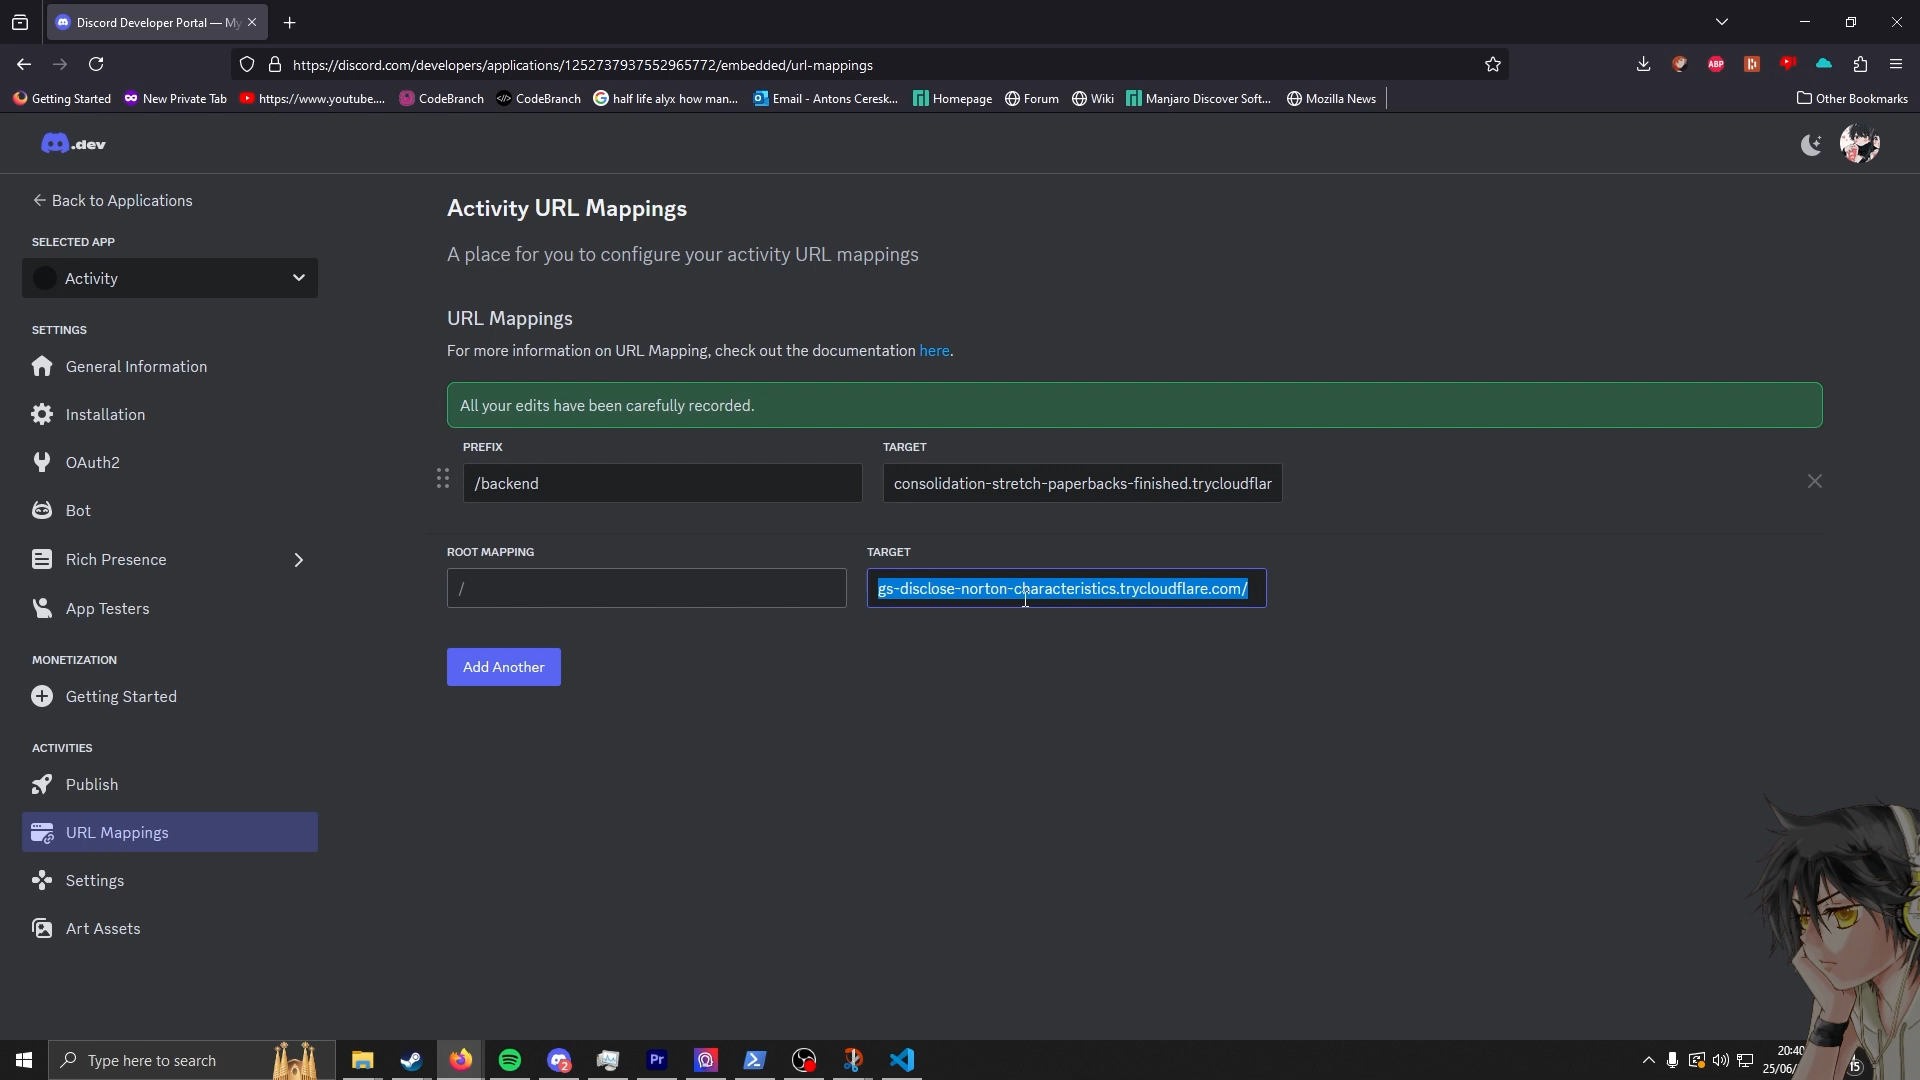 Discord Developer Portal — My
https://discord.com/developers/applications/1252737937552965772/embedded/url-mappings
ABP
Getting Started
New Private Tab
https://www.youtube....
CodeBranch
CodeBranch
half life alyx how man...
Email - Antons Ceresk...
Homepage
Forum
Wiki
Manjaro Discover Soft...
Mozilla News
Other Bookmarks
.dev
Back to Applications
SELECTED APP
Activity
SETTINGS
General Information
Installation
OAuth2
Bot
Rich Presence
App Testers
MONETIZATION
Getting Started
ACTIVITIES
Publish
URL Mappings
Settings
Art Assets
Activity URL Mappings
A place for you to configure your activity URL mappings
URL Mappings
For more information on URL Mapping, check out the documentation here.
All your edits have been carefully recorded.
PREFIX
TARGET
/backend
consolidation-stretch-paperbacks-finished.trycloudflar
ROOT MAPPING
TARGET
/
gs-disclose-norton-characteristics.trycloudflare.com/
Add Another
Type here to search
2
Pr
20:40
25/06/
15